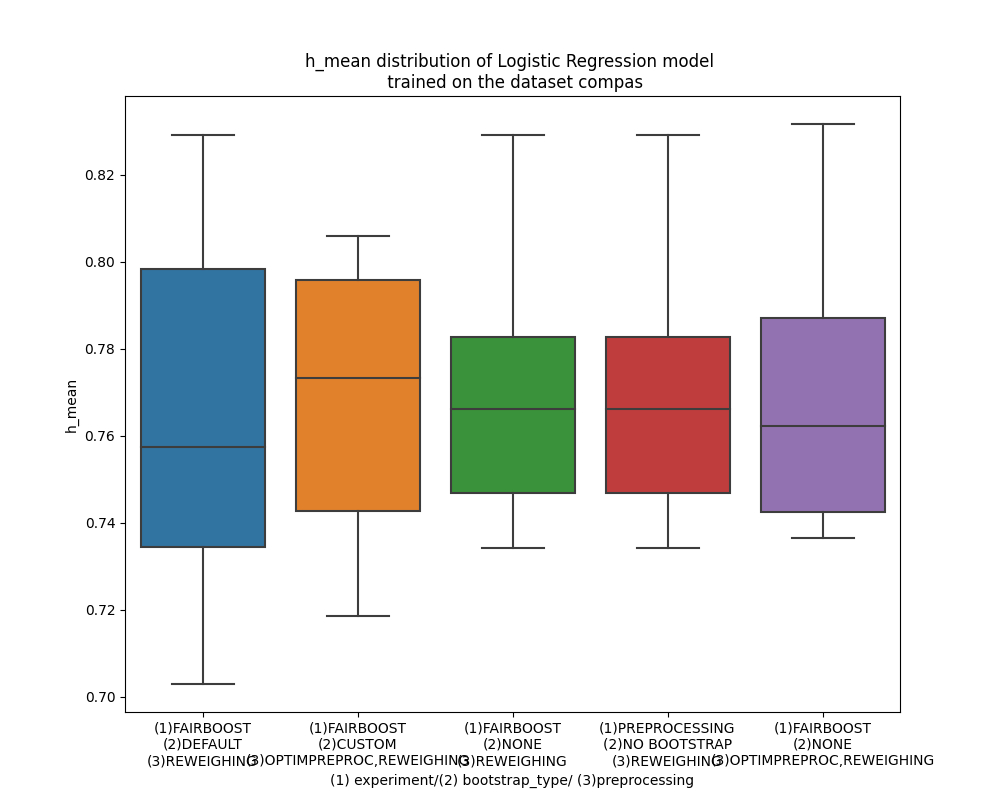 h_mean distribution of Logistic Regression model
trained on the dataset compas
h_mean
0.82
0.80
0.78
0.76
0.74
0.72
0.70
(1)FAIRBOOST
(2)DEFAULT
(3)REWEIGHING
(1)FAIRBOOST
(2)CUSTOM
(3)OPTIMPREPROC,REWEIGHING
(1)FAIRBOOST
(2)NONE
(3)REWEIGHING
(1)PREPROCESSING
(2)NO BOOTSTRAP
(3)REWEIGHING
(1)FAIRBOOST
(2)NONE
(3)OPTIMPREPROC,REWEIGHING
(1) experiment/(2) bootstrap_type/ (3)preprocessing